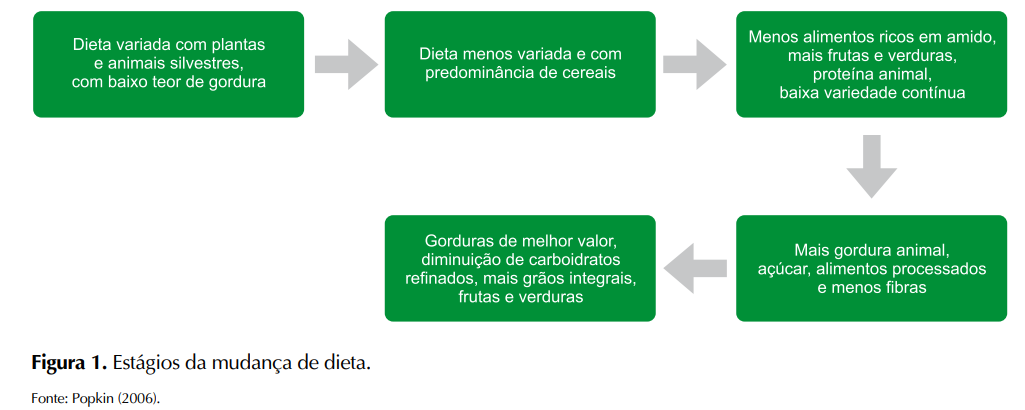 Dieta variada com plantas
e animais silvestres,
com baixo teor de gordura
Dieta menos variada e com
predominância de cereais
Menos alimentos ricos em amido,
mais frutas e verduras,
proteína animal,
baixa variedade contínua
Mais gordura animal,
açúcar, alimentos processados
e menos fibras
Gorduras de melhor valor,
diminuição de carboidratos
refinados, mais grãos integrais,
frutas e verduras
Figura 1. Estágios da mudança de dieta.
Fonte: Popkin (2006).